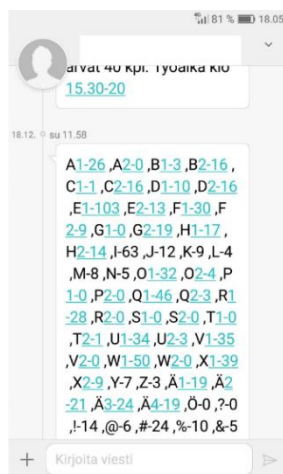 4G 81 % 18.05
arvat 40 kpl. Työaika klo
15.30-20
18.12. su 11.58
A1-26 ,A2-0 ,B1-3 ,B2-16 ,
C1-1 ,C2-16 ,D1-10 ,D2-16
,E1-103 ,E2-13 ,F1-30 ,F
2-9 ,G1-0 ,G2-19 ,H1-17 ,
H2-14 ,I-63 ,J-12 ,K-9 ,L-4
,M-8 ,N-5 ,O1-32 ,O2-4 ,P
1-0 ,P2-0 ,Q1-46 ,Q2-3 ,R1
-28 ,R2-0 ,S1-0 ,S2-0 ,T1-0
,T2-1 ,U1-34 ,U2-3 ,V1-35
,V2-0 ,W1-50 ,W2-0 ,X1-39
,X2-9 ,Y-7 ,Z-3 ,Å1-19 ,Å2
-21 ,Ä3-24 ,Ä4-19 ,Ö-0 ,?-0
,!-14 ,@-6 ,#-24 ,%-10 ,&-5
Kirjoita viesti